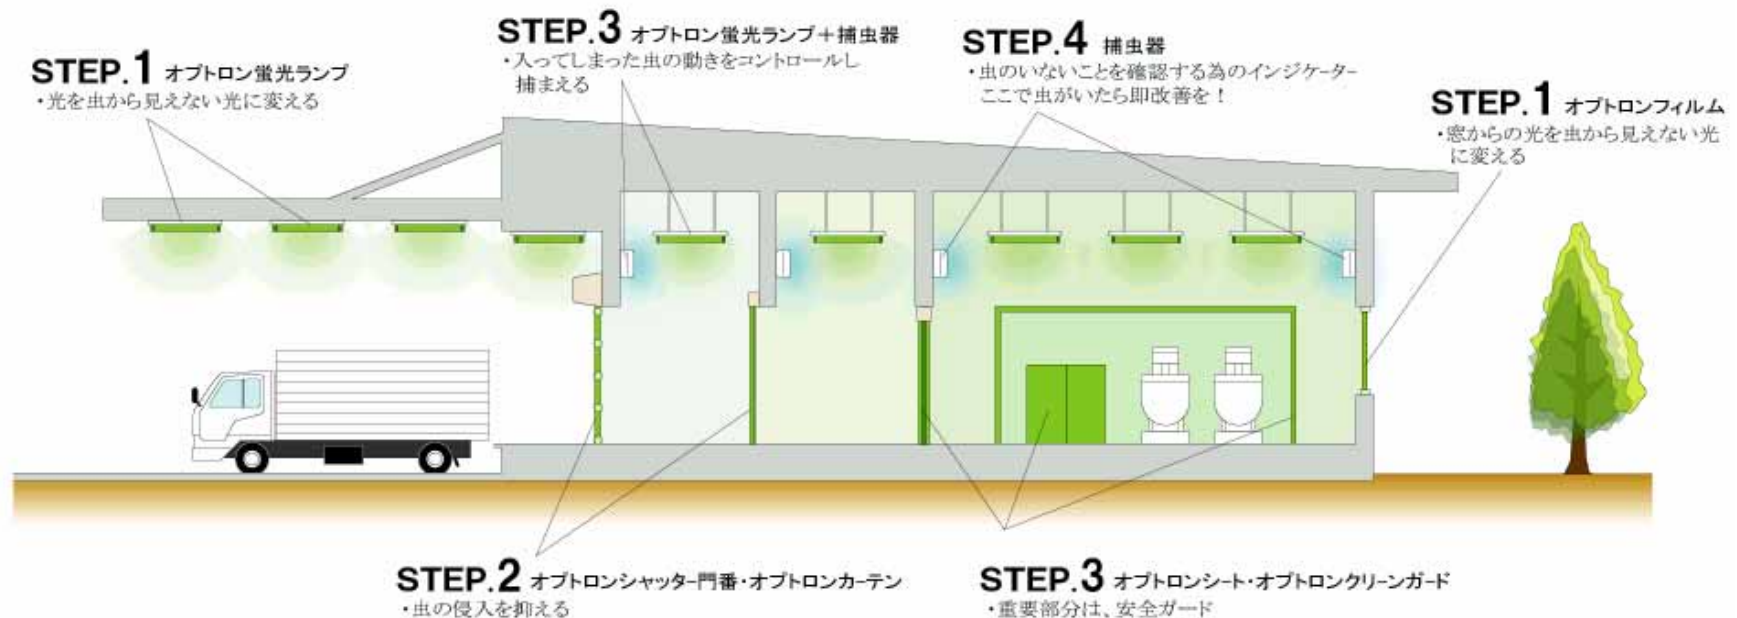 STEP.1 オプトロン蛍光ランプ
・光を虫から見えない光に変える
STEP.3 オプトロン蛍光ランプ＋捕虫器
・入ってしまった虫の動きをコントロールし
捕まえる
STEP.4 捕虫器
・虫のいないことを確認する為のインジケーター
ここで虫がいたら即改善を！
STEP.1 オプトロンフィルム
・窓からの光を虫から見えない光
に変える
STEP.2 オプトロンシャッター門番・オプトロンカーテン
・虫の侵入を抑える
STEP.3 オプトロンシート・オプトロンクリーンガード
・重要部分は、安全ガード